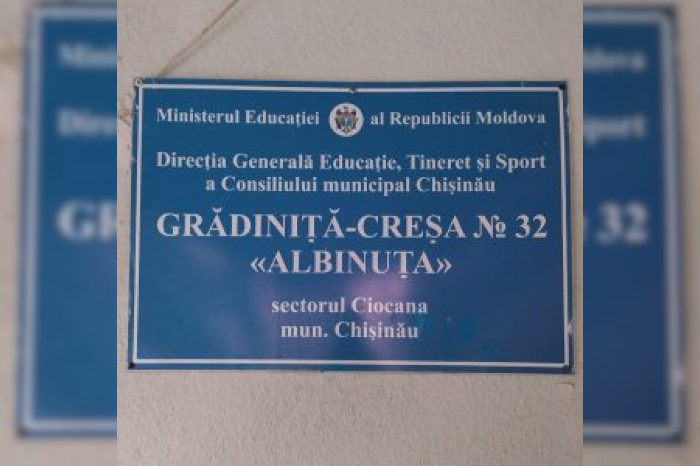 Ministerul Educației al Republicii Moldova
Direcția Generală Educație, Tineret și Sport
a Consiliului municipal Chișinău
GRĂDINIȚĂ-CREȘA № 32
«ALBINUȚA»
sectorul Ciocana
mun. Chișinău